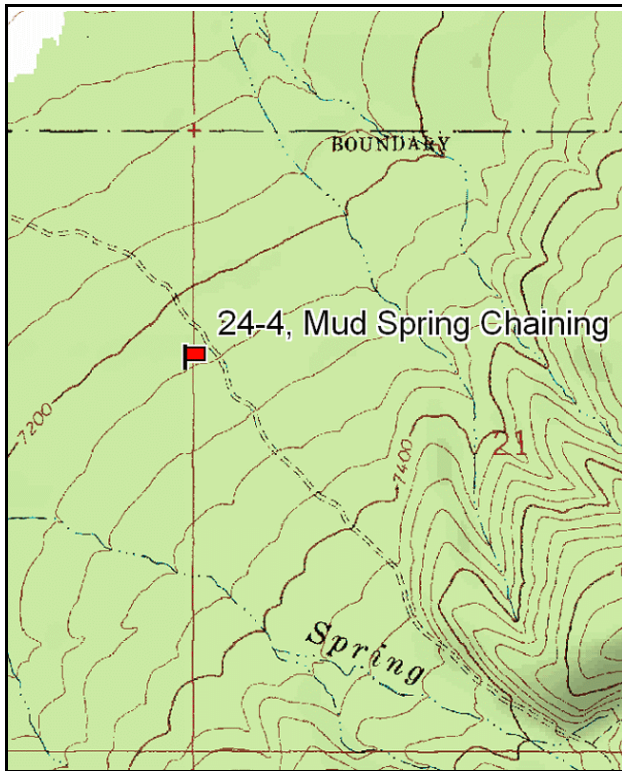 BOUNDARY
24-4, Mud Spring Chaining
7200
7400
21
Spring